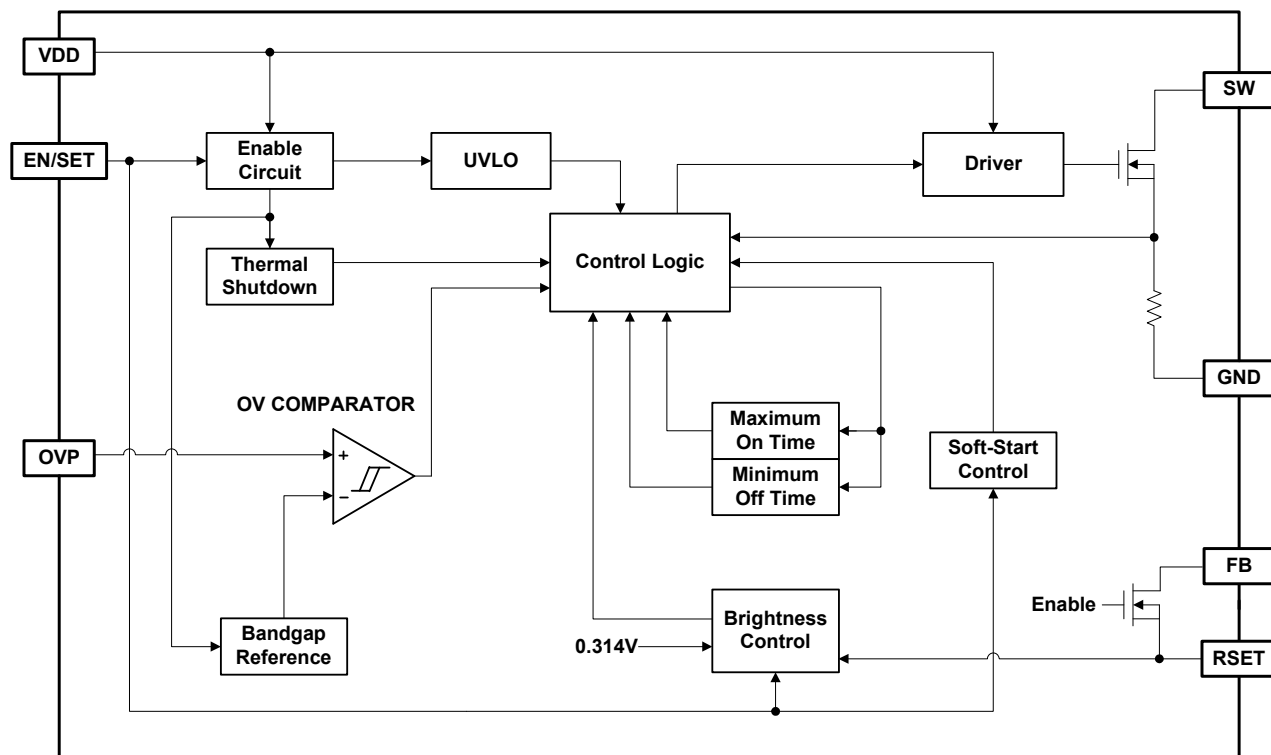 VDD
SW
EN/SET
Enable
Circuit
UVLO
Driver
Thermal
Shutdown
Control Logic
GND
OV COMPARATOR
Maximum
On Time
Minimum
Off Time
Soft-Start
Control
OVP
+
−
FB
Enable
Bandgap
Reference
Brightness
Control
0.314V
RSET